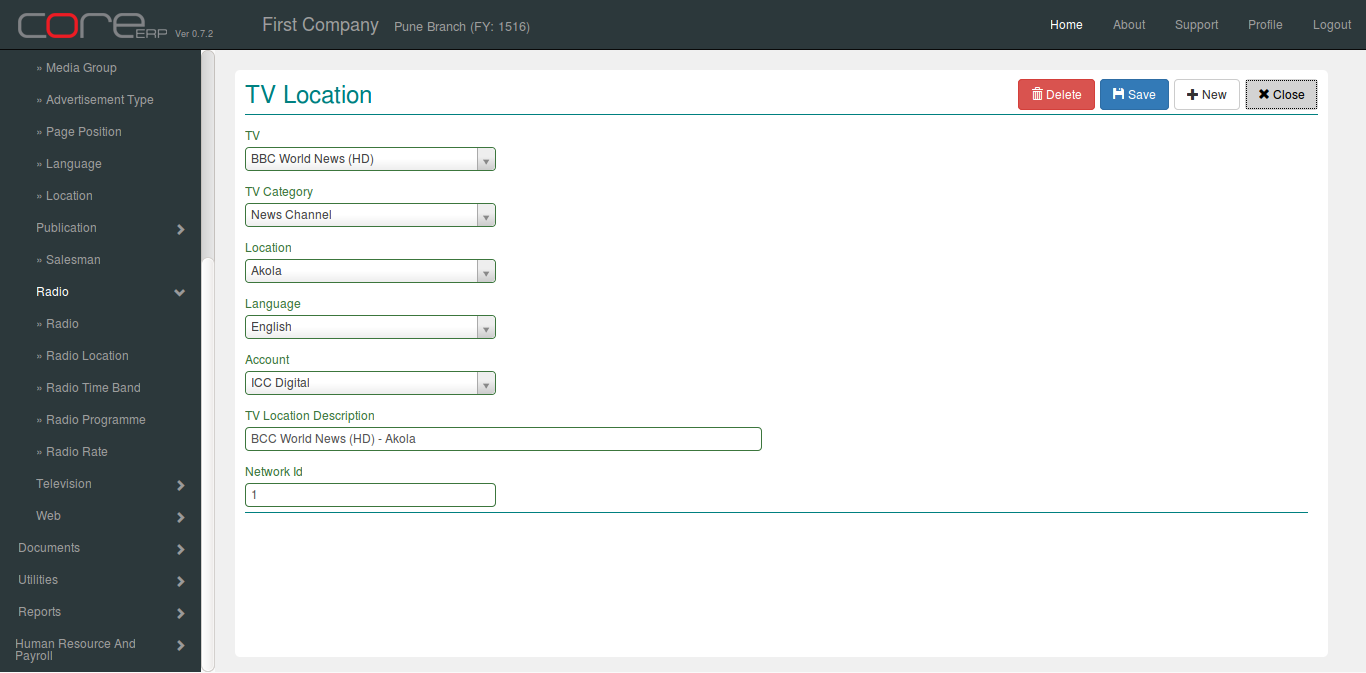 core ERP Ver 0.7.2
First Company Pune Branch (FY: 1516)
Home About Support Profile Logout
» Media Group
» Advertisement Type
» Page Position
» Language
» Location
Publication
» Salesman
Radio
» Radio
» Radio Location
» Radio Time Band
» Radio Programme
» Radio Rate
Television
Web
Documents
Utilities
Reports
Human Resource And
Payroll
TV Location
Delete Save New Close
TV
BBC World News (HD)
TV Category
News Channel
Location
Akola
Language
English
Account
ICC Digital
TV Location Description
BCC World News (HD) - Akola
Network Id
1